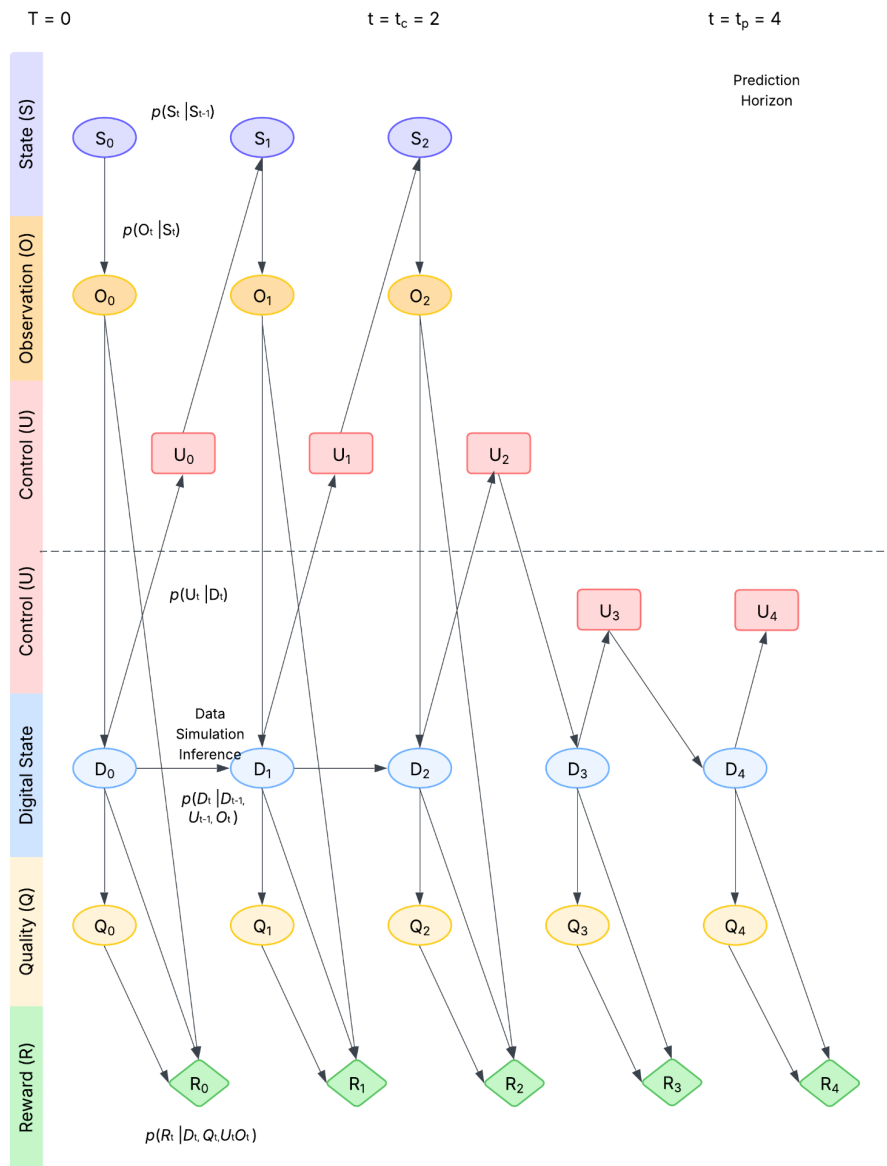 T = 0
t = tc = 2
t = tp = 4
Prediction
Horizon
State (S)
p(St |St-1)
S0
S1
S2
p(Ot |St)
Observation (O)
O0
O1
O2
Control (U)
U0
U1
U2
Control (U)
p(Ut |Dt)
U3
U4
Digital State
Data
Simulation
Inference
D0
D1
D2
D3
D4
p(Dt |Dt-1,
Ut-1, Ot )
Quality (Q)
Q0
Q1
Q2
Q3
Q4
Reward (R)
R0
R1
R2
R3
R4
p(Rt |Dt, Qt,UtOt )